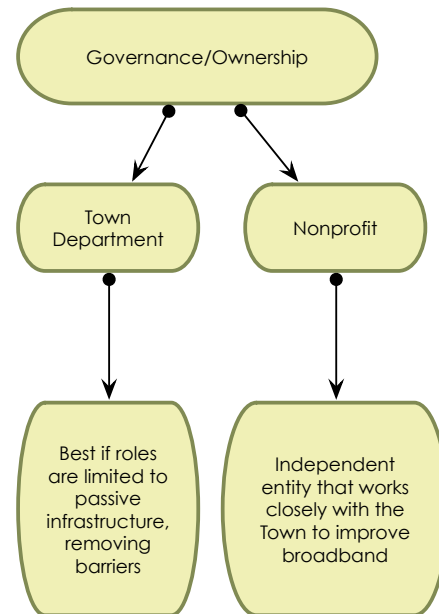 Governance/Ownership
Town
Department
Nonprofit
Best if roles
are limited to
passive
infrastructure,
removing
barriers
Independent
entity that works
closely with the
Town to improve
broadband